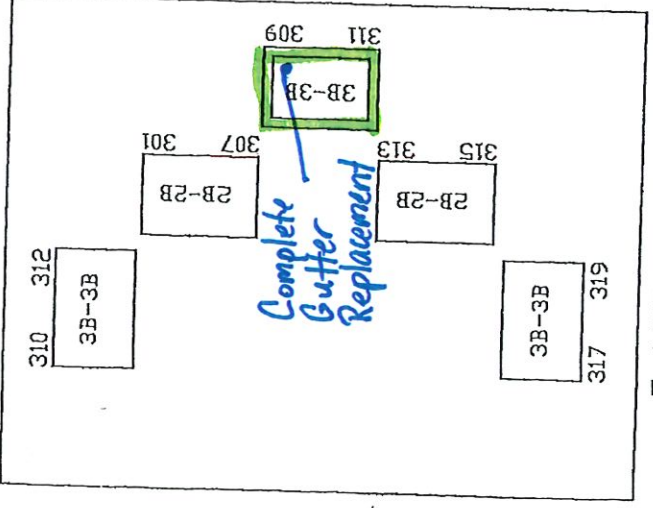 309 311
3B-3B
301 307
2B-2B
313 315
2B-2B
Complete
Gutter
Replacement
310 312
3B-3B
317 319
3B-3B